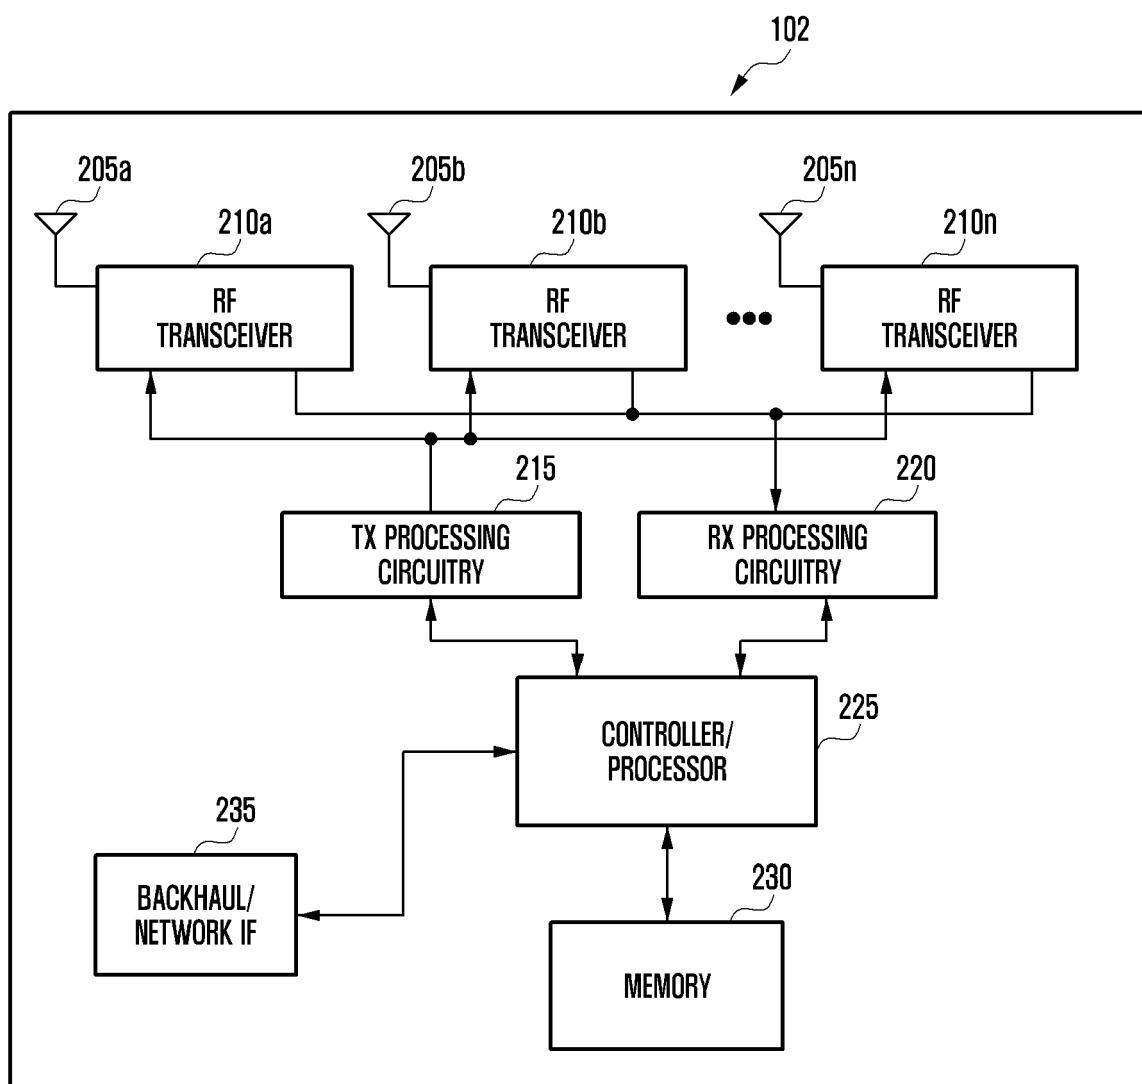 102
205a
205b
205n
210a
210b
210n
RF
TRANSCEIVER
RF
TRANSCEIVER
RF
TRANSCEIVER
215
220
TX PROCESSING
CIRCUITRY
RX PROCESSING
CIRCUITRY
225
CONTROLLER/
PROCESSOR
235
BACKHAUL/
NETWORK IF
230
MEMORY